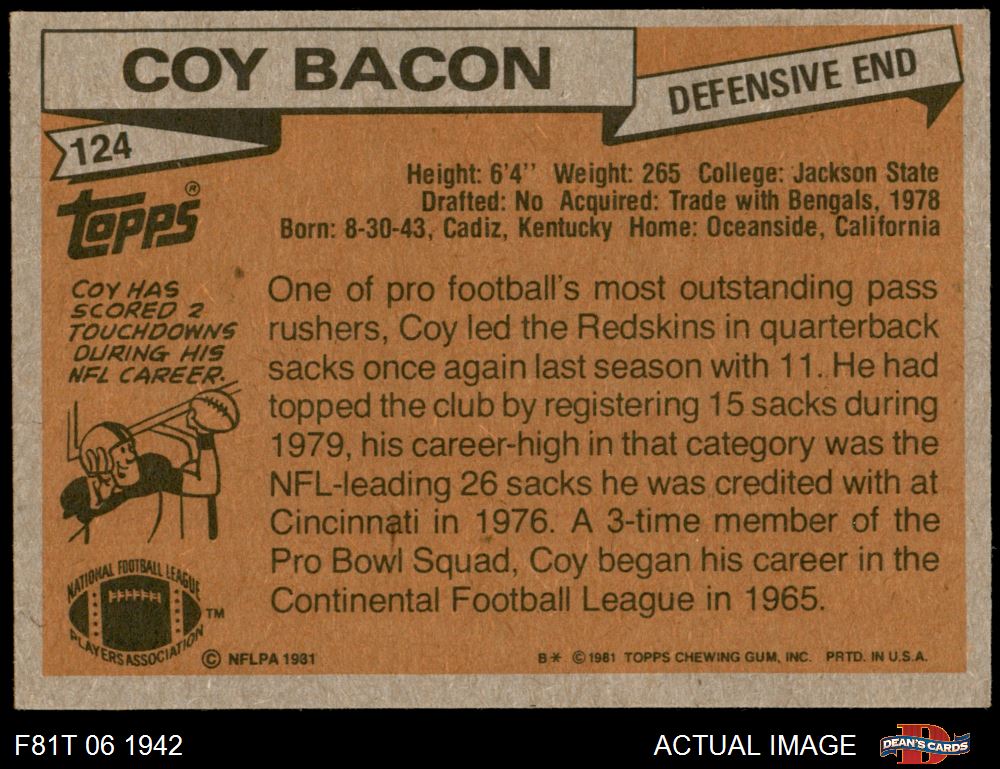 COY BACON
DEFENSIVE END
124
TOPPS®
Height: 6'4'' Weight: 265 College: Jackson State
Drafted: No Acquired: Trade with Bengals, 1978
Born: 8-30-43, Cadiz, Kentucky Home: Oceanside, California
COY HAS
SCORED 2
TOUCHDOWNS
DURING HIS
NFL CAREER.
One of pro football's most outstanding pass
rushers, Coy led the Redskins in quarterback
sacks once again last season with 11. He had
topped the club by registering 15 sacks during
1979, his career-high in that category was the
NFL-leading 26 sacks he was credited with at
Cincinnati in 1976. A 3-time member of the
Pro Bowl Squad, Coy began his career in the
Continental Football League in 1965.
NATIONAL FOOTBALL LEAGUE
PLAYERS ASSOCIATION
TM
© NFLPA 1981
B* © 1981 TOPPS CHEWING GUM, INC. PRTD. IN U.S.A.
F81T 06 1942
ACTUAL IMAGE
B
DEAN'S CARDS